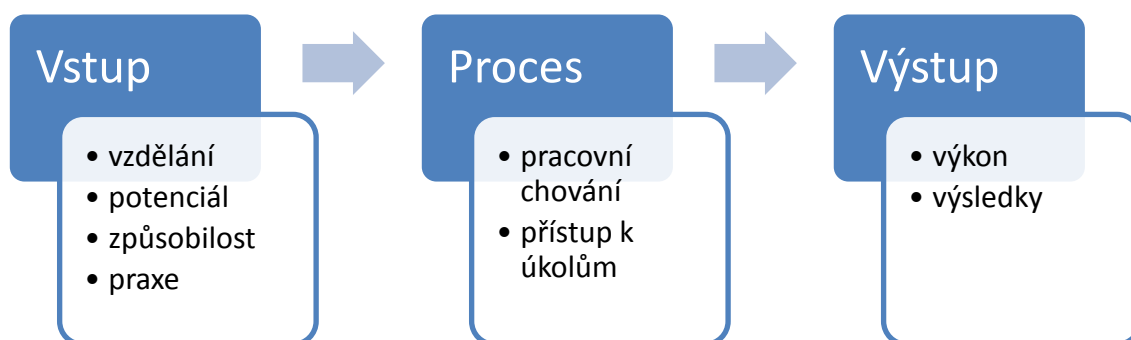 Vstup
• vzdělání
• potenciál
• způsobilost
• praxe
Proces
• pracovní
chování
• přístup k
úkolům
Výstup
• výkon
• výsledky